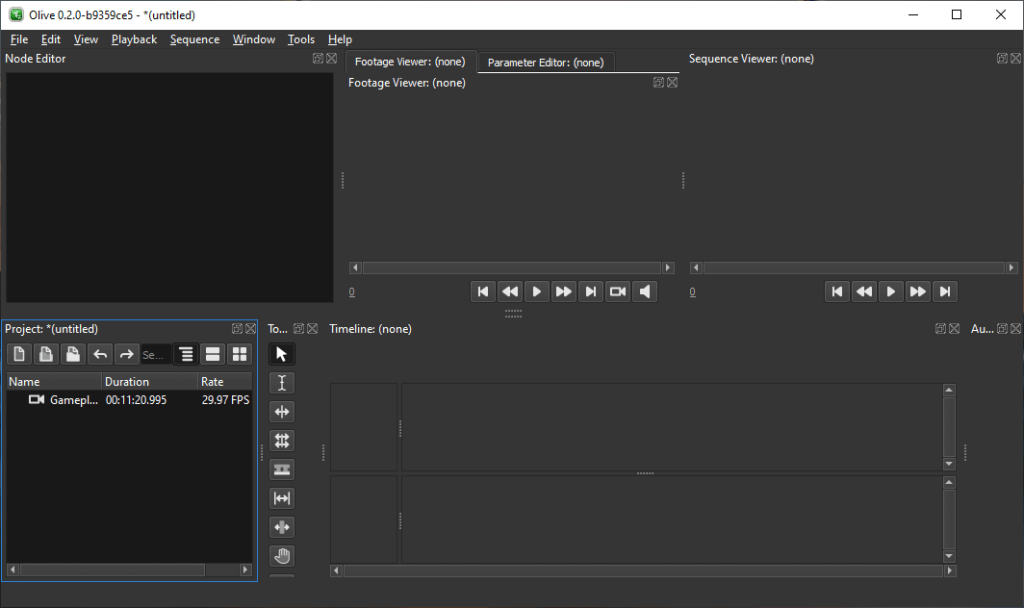 Olive 0.2.0-b9359ce5 - *(untitled)
File Edit View Playback Sequence Window Tools Help
Node Editor
Footage Viewer: (none) Parameter Editor: (none)
Footage Viewer: (none)
Sequence Viewer: (none)
0
0
Project: *(untitled)
Se...
Name Duration Rate
Gamepl... 00:11:20.995 29.97 FPS
To...
Timeline: (none)
Au...